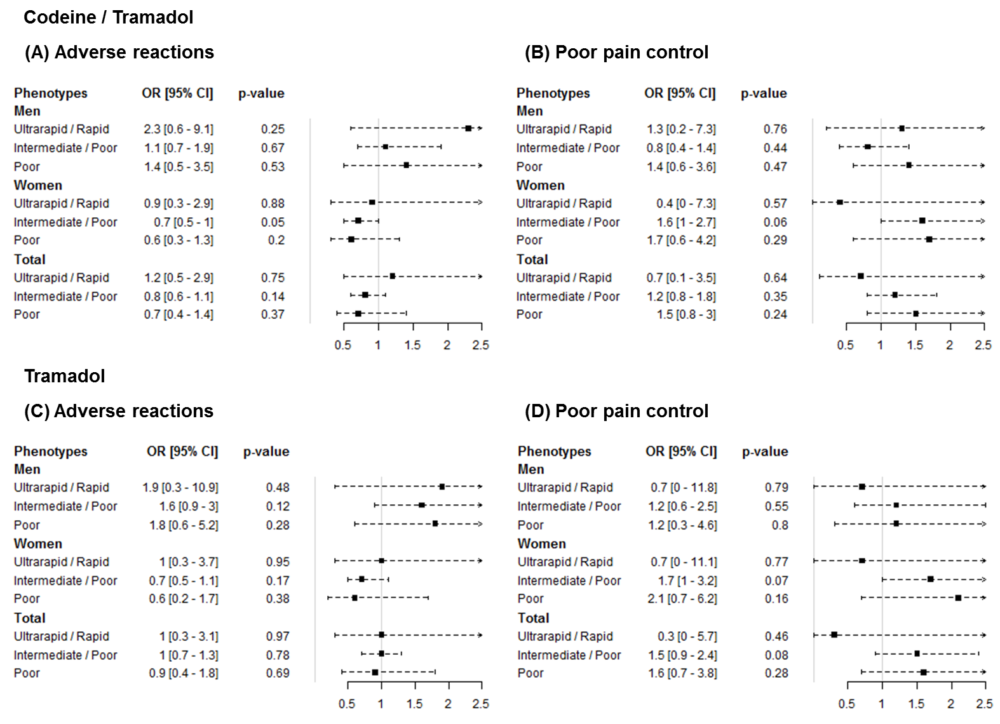 Codeine / Tramadol
(A) Adverse reactions
Phenotypes OR [95% CI] p-value
Men
Ultrarapid / Rapid 2.3 [0.6 - 9.1] 0.25
Intermediate / Poor 1.1 [0.7 - 1.9] 0.67
Poor 1.4 [0.5 - 3.5] 0.53
Women
Ultrarapid / Rapid 0.9 [0.3 - 2.9] 0.88
Intermediate / Poor 0.7 [0.5 - 1] 0.05
Poor 0.6 [0.3 - 1.3] 0.2
Total
Ultrarapid / Rapid 1.2 [0.5 - 2.9] 0.75
Intermediate / Poor 0.8 [0.6 - 1.1] 0.14
Poor 0.7 [0.4 - 1.4] 0.37
0.5 1 1.5 2 2.5
(B) Poor pain control
Phenotypes OR [95% CI] p-value
Men
Ultrarapid / Rapid 1.3 [0.2 - 7.3] 0.76
Intermediate / Poor 0.8 [0.4 - 1.4] 0.44
Poor 1.4 [0.6 - 3.6] 0.47
Women
Ultrarapid / Rapid 0.4 [0 - 7.3] 0.57
Intermediate / Poor 1.6 [1 - 2.7] 0.06
Poor 1.7 [0.6 - 4.2] 0.29
Total
Ultrarapid / Rapid 0.7 [0.1 - 3.5] 0.64
Intermediate / Poor 1.2 [0.8 - 1.8] 0.35
Poor 1.5 [0.8 - 3] 0.24
0.5 1 1.5 2 2.5
Tramadol
(C) Adverse reactions
Phenotypes OR [95% CI] p-value
Men
Ultrarapid / Rapid 1.9 [0.3 - 10.9] 0.48
Intermediate / Poor 1.6 [0.9 - 3] 0.12
Poor 1.8 [0.6 - 5.2] 0.28
Women
Ultrarapid / Rapid 1 [0.3 - 3.7] 0.95
Intermediate / Poor 0.7 [0.5 - 1.1] 0.17
Poor 0.6 [0.2 - 1.7] 0.38
Total
Ultrarapid / Rapid 1 [0.3 - 3.1] 0.97
Intermediate / Poor 1 [0.7 - 1.3] 0.78
Poor 0.9 [0.4 - 1.8] 0.69
0.5 1 1.5 2 2.5
(D) Poor pain control
Phenotypes OR [95% CI] p-value
Men
Ultrarapid / Rapid 0.7 [0 - 11.8] 0.79
Intermediate / Poor 1.2 [0.6 - 2.5] 0.55
Poor 1.2 [0.3 - 4.6] 0.8
Women
Ultrarapid / Rapid 0.7 [0 - 11.1] 0.77
Intermediate / Poor 1.7 [1 - 3.2] 0.07
Poor 2.1 [0.7 - 6.2] 0.16
Total
Ultrarapid / Rapid 0.3 [0 - 5.7] 0.46
Intermediate / Poor 1.5 [0.9 - 2.4] 0.08
Poor 1.6 [0.7 - 3.8] 0.28
0.5 1 1.5 2 2.5